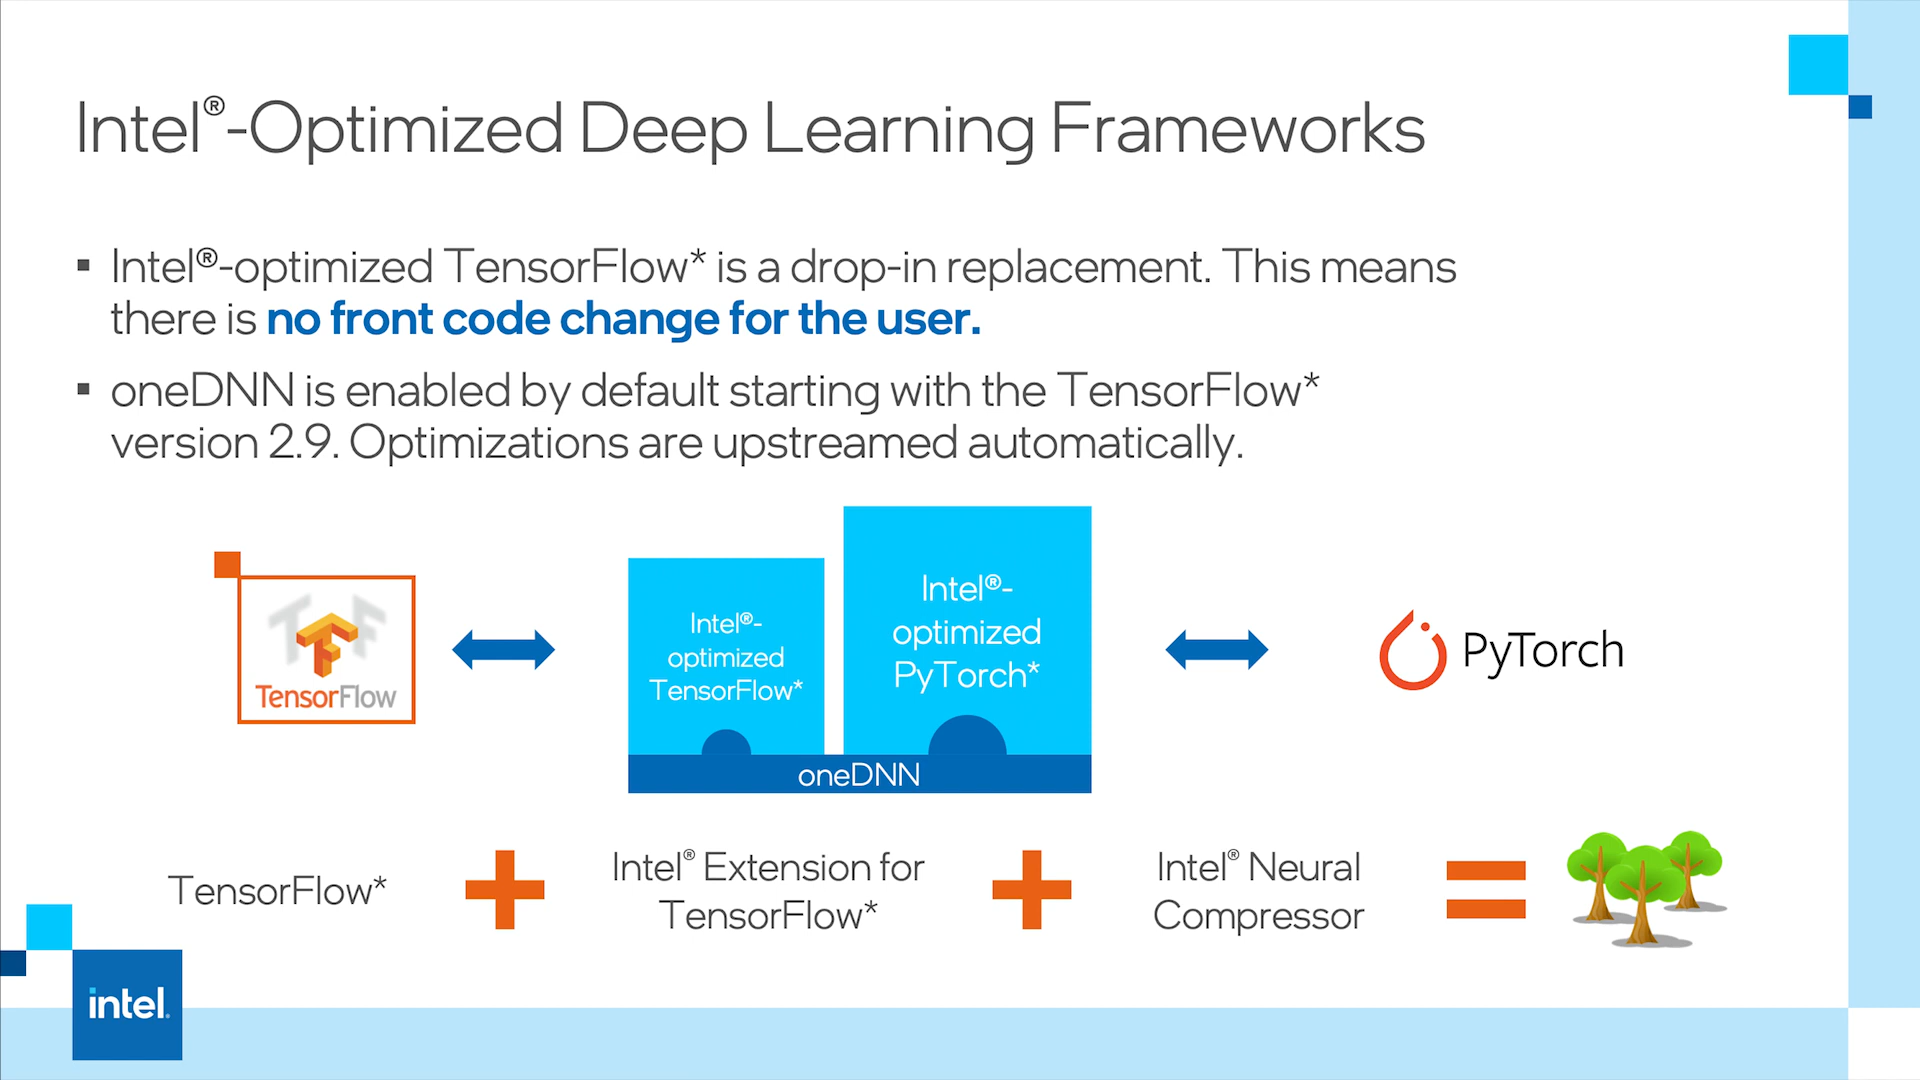 Intel®-Optimized Deep Learning Frameworks
▪ Intel®-optimized TensorFlow* is a drop-in replacement. This means
there is no front code change for the user.
▪ oneDNN is enabled by default starting with the TensorFlow*
version 2.9. Optimizations are upstreamed automatically.
TensorFlow
Intel®-
optimized
TensorFlow*
Intel®-
optimized
PyTorch*
oneDNN
PyTorch
TensorFlow*
Intel® Extension for
TensorFlow*
Intel® Neural
Compressor
intel.